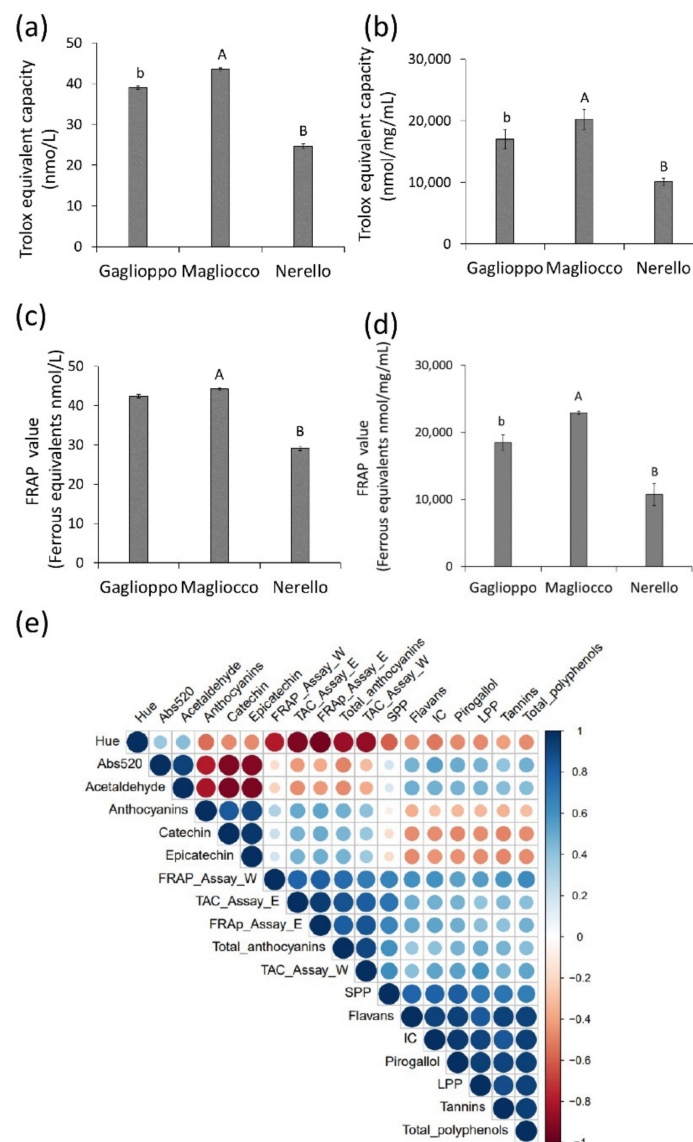 (a)
50
40
30
20
10
0
Trolox equivalent capacity
(nmo/L)
b
A
B
Gaglioppo Magliocco Nerello
(b)
30,000
20,000
10,000
0
Trolox equivalent capacity
(nmol/mg/mL)
b
A
B
Gaglioppo Magliocco Nerello
(c)
50
40
30
20
10
0
FRAP value
(Ferrous equivalents nmol/L)
A
B
Gaglioppo Magliocco Nerello
(d)
30,000
20,000
10,000
0
FRAP value
(Ferrous equivalents nmol/mg/mL)
b
A
B
Gaglioppo Magliocco Nerello
(e)
Hue
Abs520
Acetaldehyde
Anthocyanins
Catechin
Epicatechin
FRAP_Assay_W
TAC_Assay_E
FRAp_Assay_E
Total_anthocyanins
TAC_Assay_W
SPP
Flavans
IC
Pirogallol
LPP
Tannins
Total_polyphenols
Hue
Abs520
Acetaldehyde
Anthocyanins
Catechin
Epicatechin
FRAP_Assay_W
TAC_Assay_E
FRAp_Assay_E
Total_anthocyanins
TAC_Assay_W
SPP
Flavans
IC
Pirogallol
LPP
Tannins
Total_polyphenols
1
0.8
0.6
0.4
0.2
0
−0.2
−0.4
−0.6
−0.8
−1